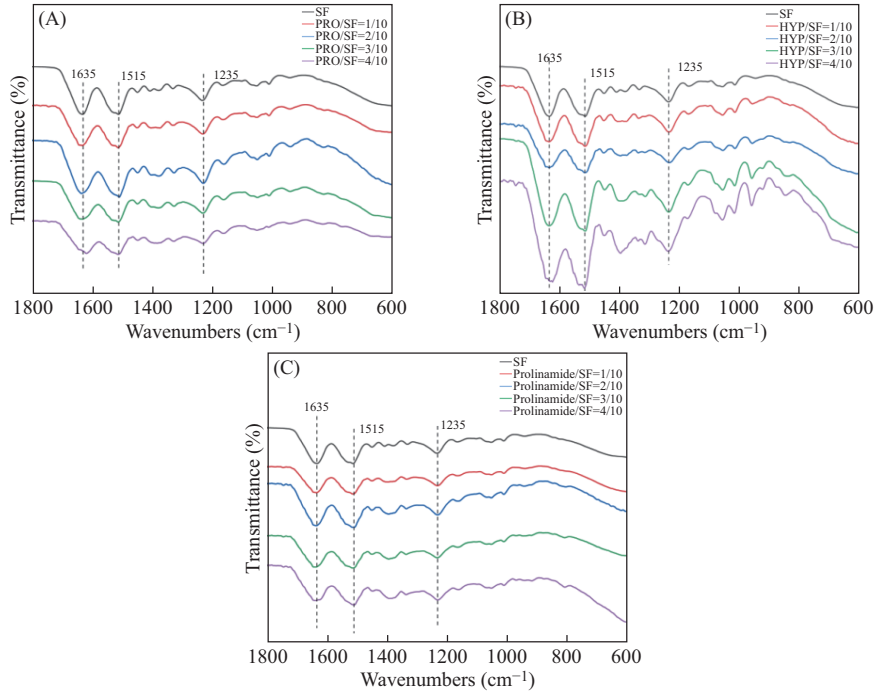 (A)
SF
PRO/SF=1/10
PRO/SF=2/10
PRO/SF=3/10
PRO/SF=4/10
1635
1515
1235
Transmittance (%)
1800 1600 1400 1200 1000 800 600
Wavenumbers (cm⁻¹)
(B)
SF
HYP/SF=1/10
HYP/SF=2/10
HYP/SF=3/10
HYP/SF=4/10
1635
1515
1235
Transmittance (%)
1800 1600 1400 1200 1000 800 600
Wavenumbers (cm⁻¹)
(C)
SF
Prolinamide/SF=1/10
Prolinamide/SF=2/10
Prolinamide/SF=3/10
Prolinamide/SF=4/10
1635
1515
1235
Transmittance (%)
1800 1600 1400 1200 1000 800 600
Wavenumbers (cm⁻¹)